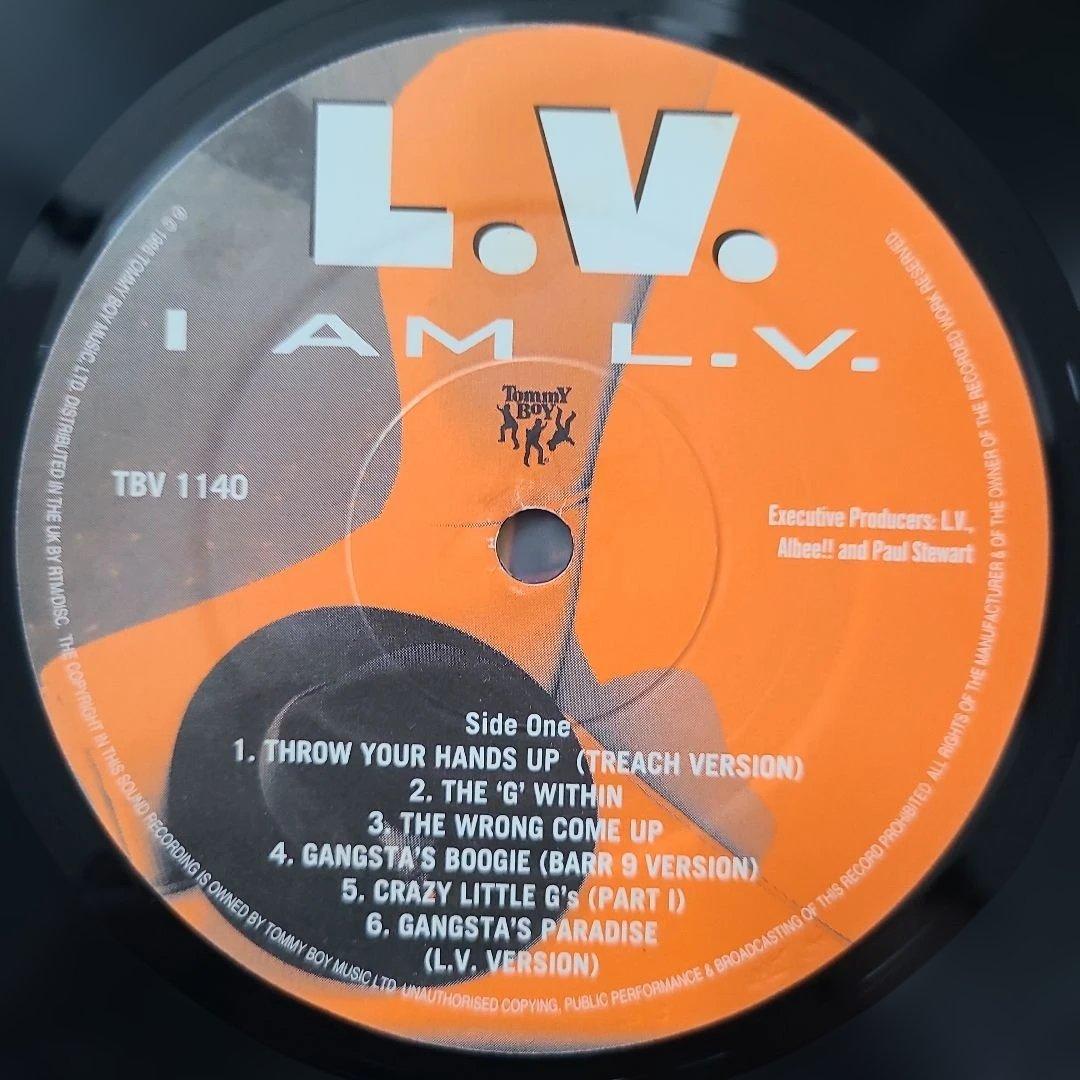 L.V.
I AM L.V.
Tommy
Boy
TBV 1140
Executive Producers: L.V.,
Albee!! and Paul Stewart
Side One
1. THROW YOUR HANDS UP (TREACH VERSION)
2. THE ‘G’ WITHIN
3. THE WRONG COME UP
4. GANGSTA'S BOOGIE (BARR 9 VERSION)
5. CRAZY LITTLE G's (PART I)
6. GANGSTA'S PARADISE
(L.V. VERSION)
℗ © 1996 TOMMY BOY MUSIC, LTD. DISTRIBUTED IN THE UK BY RTM/DISC. THE COPYRIGHT IN THIS SOUND RECORDING IS OWNED BY TOMMY BOY MUSIC LTD. UNAUTHORISED COPYING, PUBLIC PERFORMANCE & BROADCASTING OF THIS RECORD PROHIBITED. ALL RIGHTS OF THE MANUFACTURER & OF THE OWNER OF THE RECORDED WORK RESERVED.